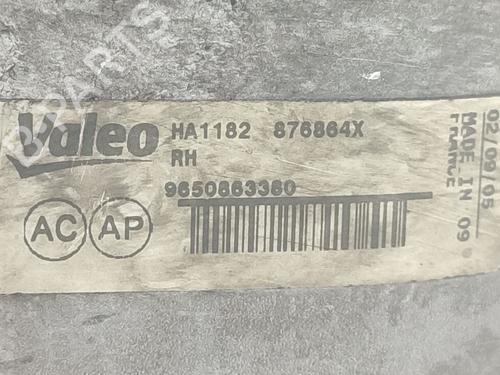 Valeo
HA1182 876864X
RH
9650863380
AC AP
02/09/05
MADE IN 09
FRANCE